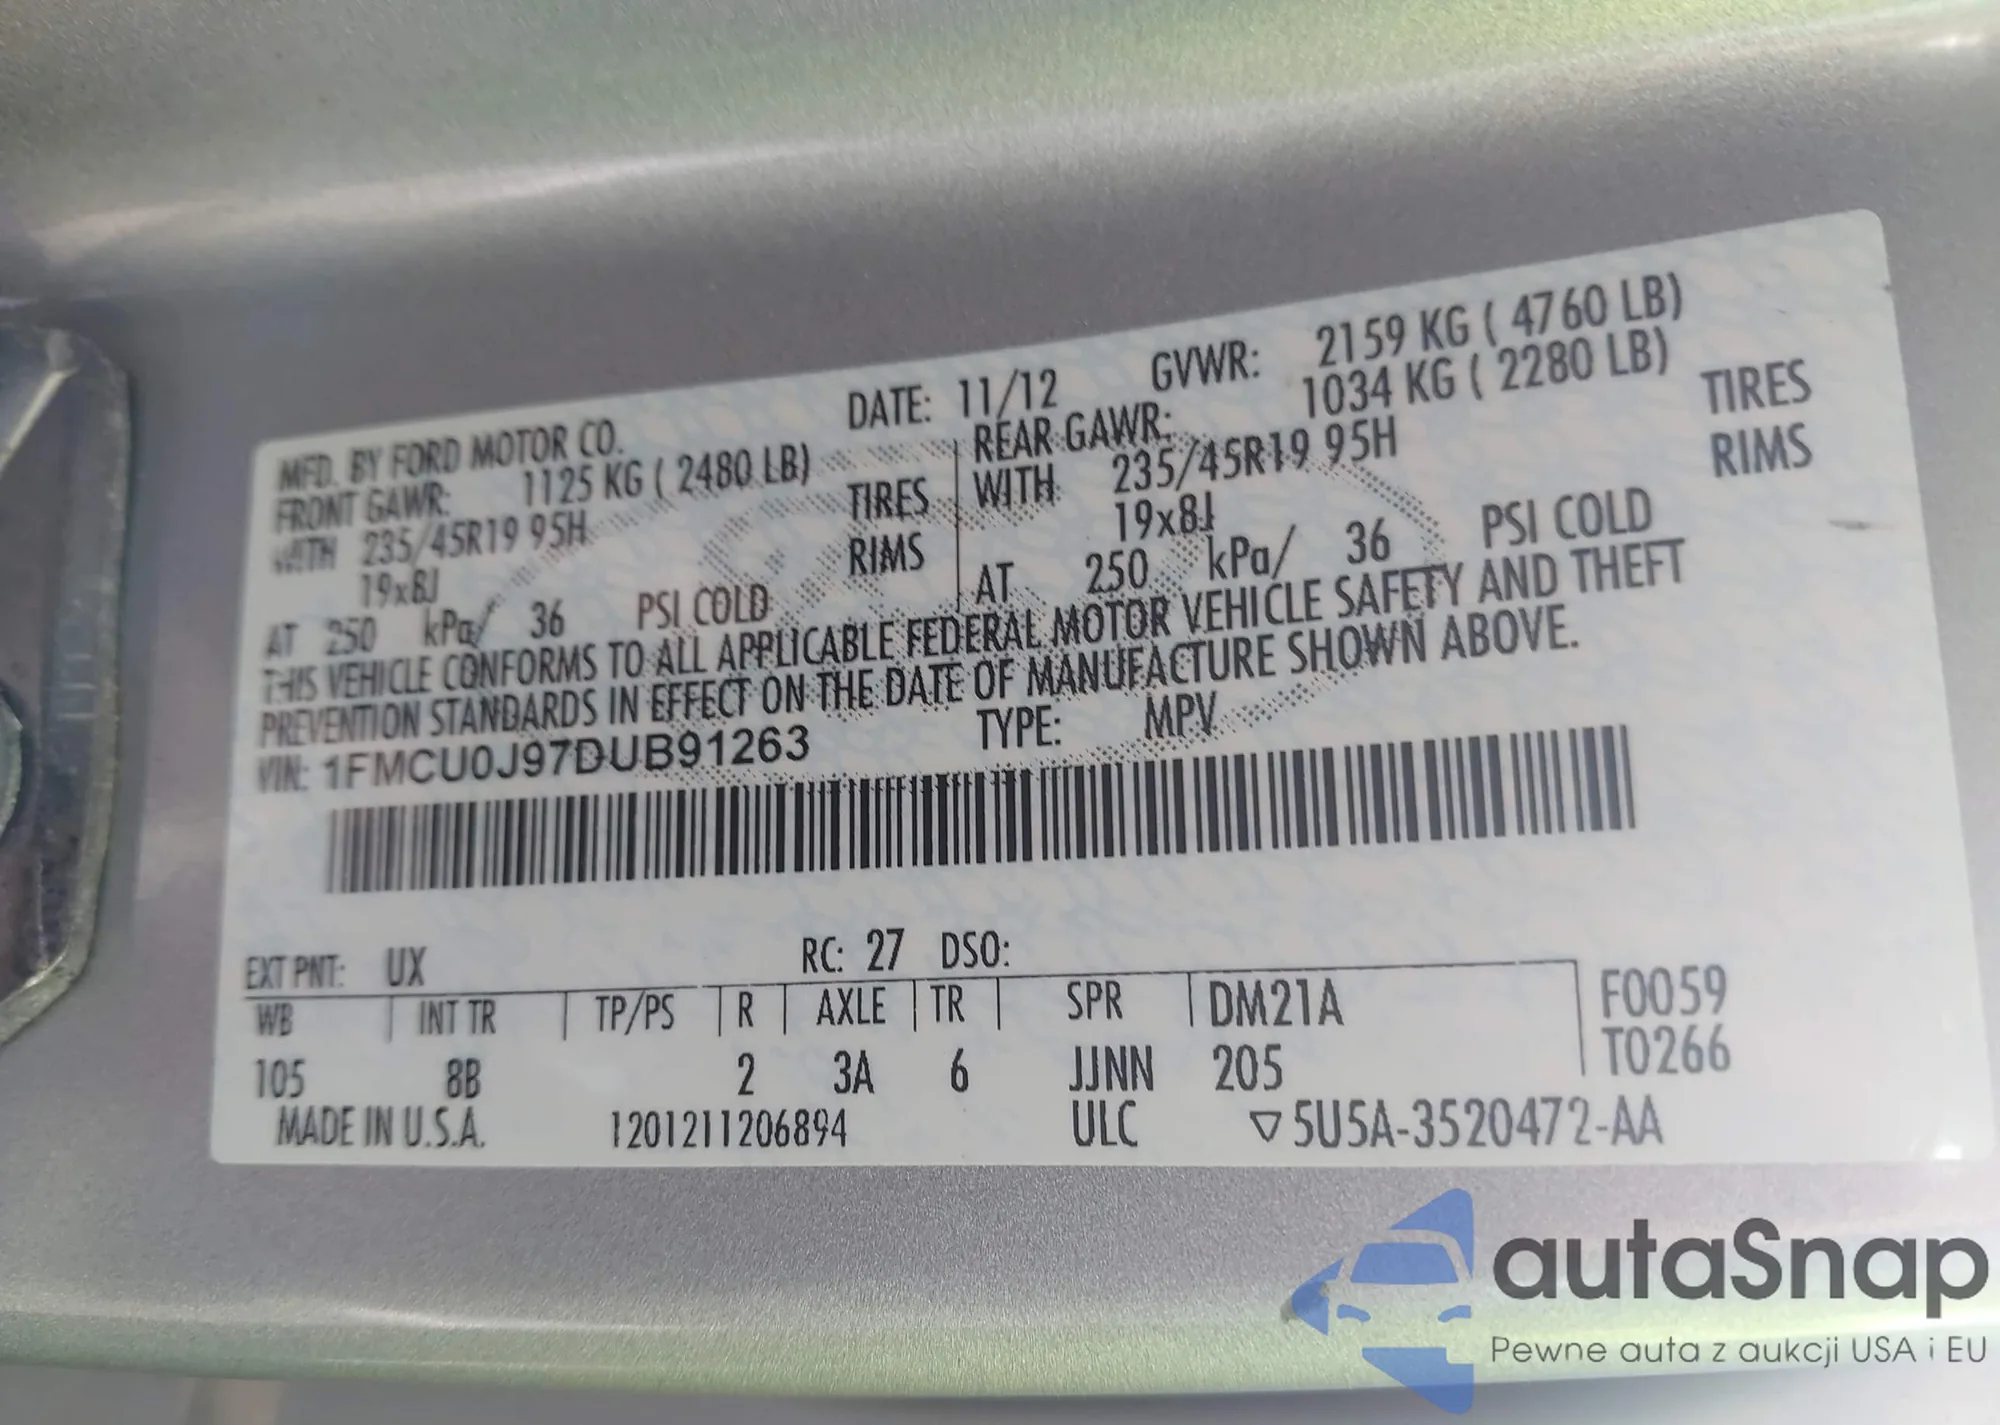 MFD. BY FORD MOTOR CO. DATE: 11/12 GVWR: 2159 KG ( 4760 LB)
FRONT GAWR: 1125 KG ( 2480 LB) REAR GAWR: 1034 KG ( 2280 LB)
WITH 235/45R19 95H TIRES WITH 235/45R19 95H TIRES
19x8J RIMS 19x8J RIMS
AT 250 kPa/ 36 PSI COLD AT 250 kPa/ 36 PSI COLD
THIS VEHICLE CONFORMS TO ALL APPLICABLE FEDERAL MOTOR VEHICLE SAFETY AND THEFT
PREVENTION STANDARDS IN EFFECT ON THE DATE OF MANUFACTURE SHOWN ABOVE.
VIN: 1FMCU0J97DUB91263 TYPE: MPV
EXT PNT: UX RC: 27 DSO:
WB INT TR TP/PS R AXLE TR SPR DM21A F0059
105 8B 2 3A 6 JJNN 205 T0266
MADE IN U.S.A. 1201211206894 ULC ▽5U5A-3520472-AA
autaSnap
Pewne auta z aukcji USA i EU